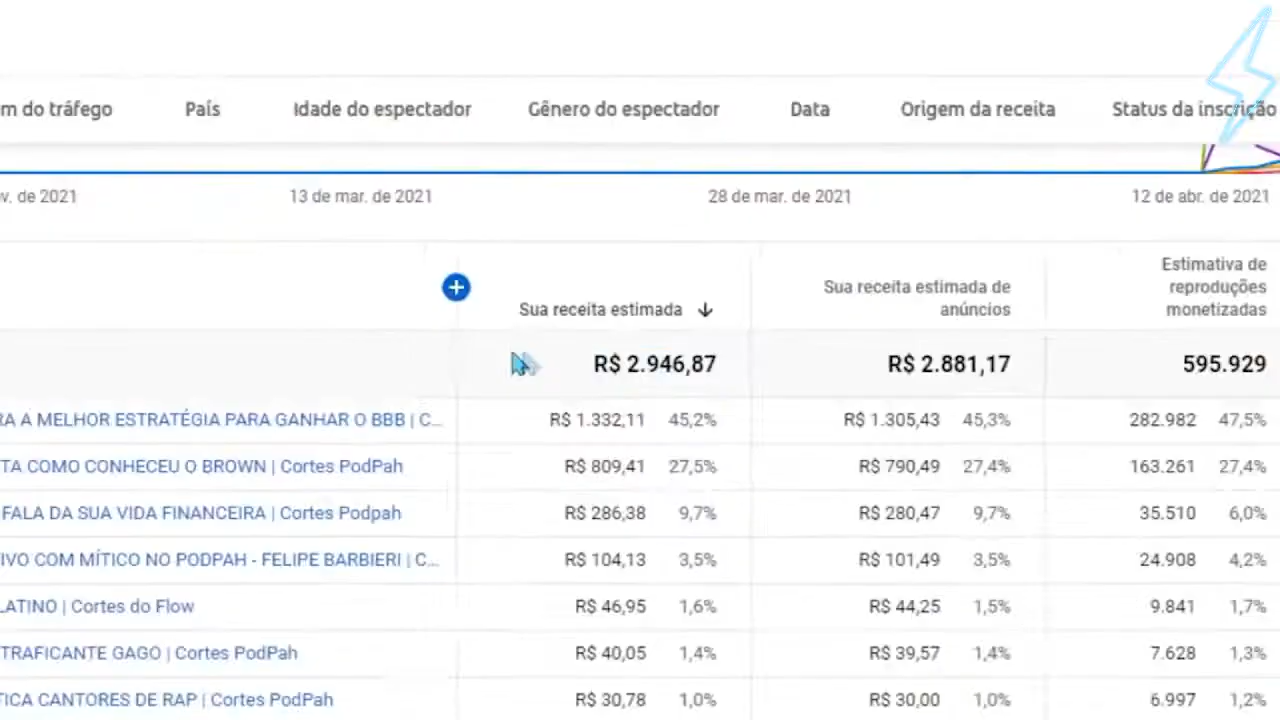 m do tráfego País Idade do espectador Gênero do espectador Data Origem da receita Status da inscrição
v. de 2021 13 de mar. de 2021 28 de mar. de 2021 12 de abr. de 2021
Sua receita estimada
Sua receita estimada de
anúncios
Estimativa de
reproduções
monetizadas
R$ 2.946,87 R$ 2.881,17 595.929
RA A MELHOR ESTRATÉGIA PARA GANHAR O BBB | C... R$ 1.332,11 45,2% R$ 1.305,43 45,3% 282.982 47,5%
TA COMO CONHECEU O BROWN | Cortes PodPah R$ 809,41 27,5% R$ 790,49 27,4% 163.261 27,4%
FALA DA SUA VIDA FINANCEIRA | Cortes Podpah R$ 286,38 9,7% R$ 280,47 9,7% 35.510 6,0%
IVO COM MÍTICO NO PODPAH - FELIPE BARBIERI | C... R$ 104,13 3,5% R$ 101,49 3,5% 24.908 4,2%
LATINO | Cortes do Flow R$ 46,95 1,6% R$ 44,25 1,5% 9.841 1,7%
TRAFICANTE GAGO | Cortes PodPah R$ 40,05 1,4% R$ 39,57 1,4% 7.628 1,3%
TICA CANTORES DE RAP | Cortes PodPah R$ 30,78 1,0% R$ 30,00 1,0% 6.997 1,2%